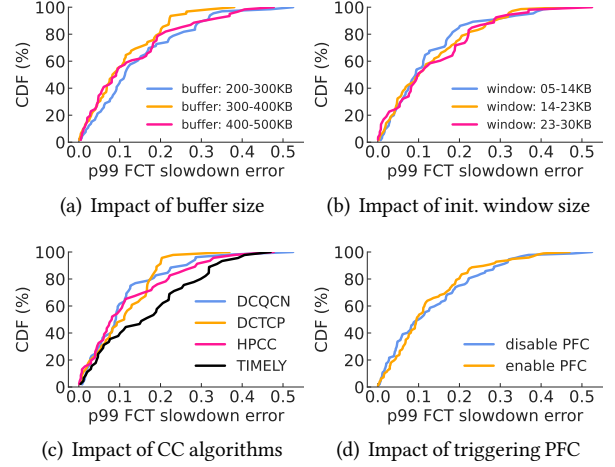 100
80
60
40
20
0
CDF (%)
buffer: 200-300KB
buffer: 300-400KB
buffer: 400-500KB
0.0 0.1 0.2 0.3 0.4 0.5
p99 FCT slowdown error
(a) Impact of buffer size
100
80
60
40
20
0
CDF (%)
window: 05-14KB
window: 14-23KB
window: 23-30KB
0.0 0.1 0.2 0.3 0.4 0.5
p99 FCT slowdown error
(b) Impact of init. window size
100
80
60
40
20
0
CDF (%)
DCQCN
DCTCP
HPCC
TIMELY
0.0 0.1 0.2 0.3 0.4 0.5
p99 FCT slowdown error
(c) Impact of CC algorithms
100
80
60
40
20
0
CDF (%)
disable PFC
enable PFC
0.0 0.1 0.2 0.3 0.4 0.5
p99 FCT slowdown error
(d) Impact of triggering PFC